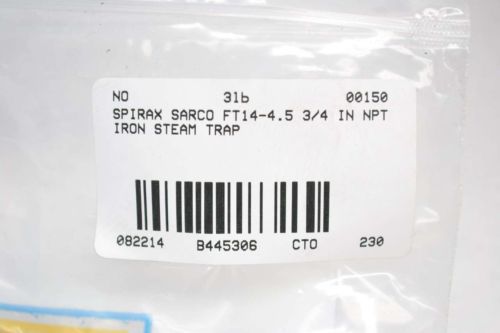 NO 3lb 00150
SPIRAX SARCO FT14-4.5 3/4 IN NPT
IRON STEAM TRAP
082214 B445306 CTO 230